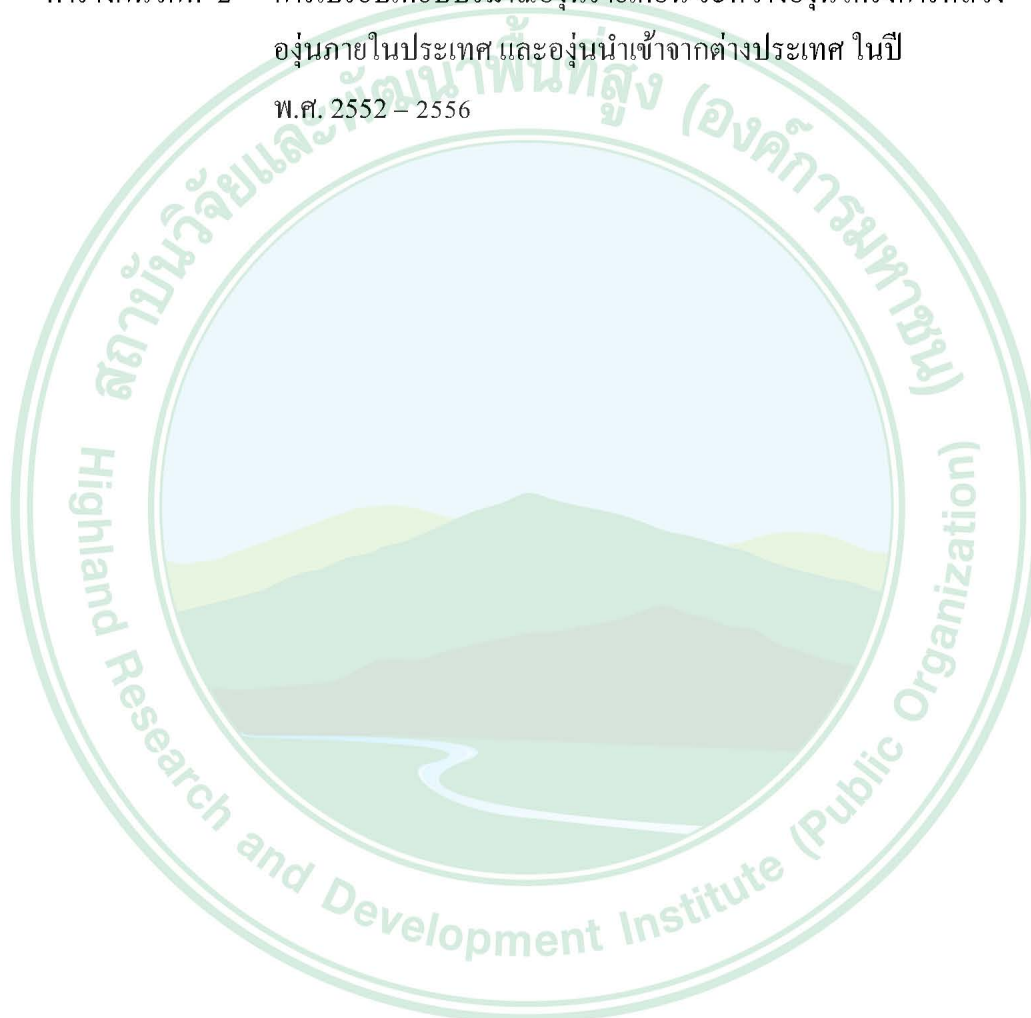 องุ่นภายในประเทศ และองุ่นนำเข้าจากต่างประเทศ ในปี
พ.ศ. 2552 – 2556
สถาบันวิจัยและพัฒนาพื้นที่สูง (องค์การมหาชน)
Highland Research and Development Institute (Public Organization)